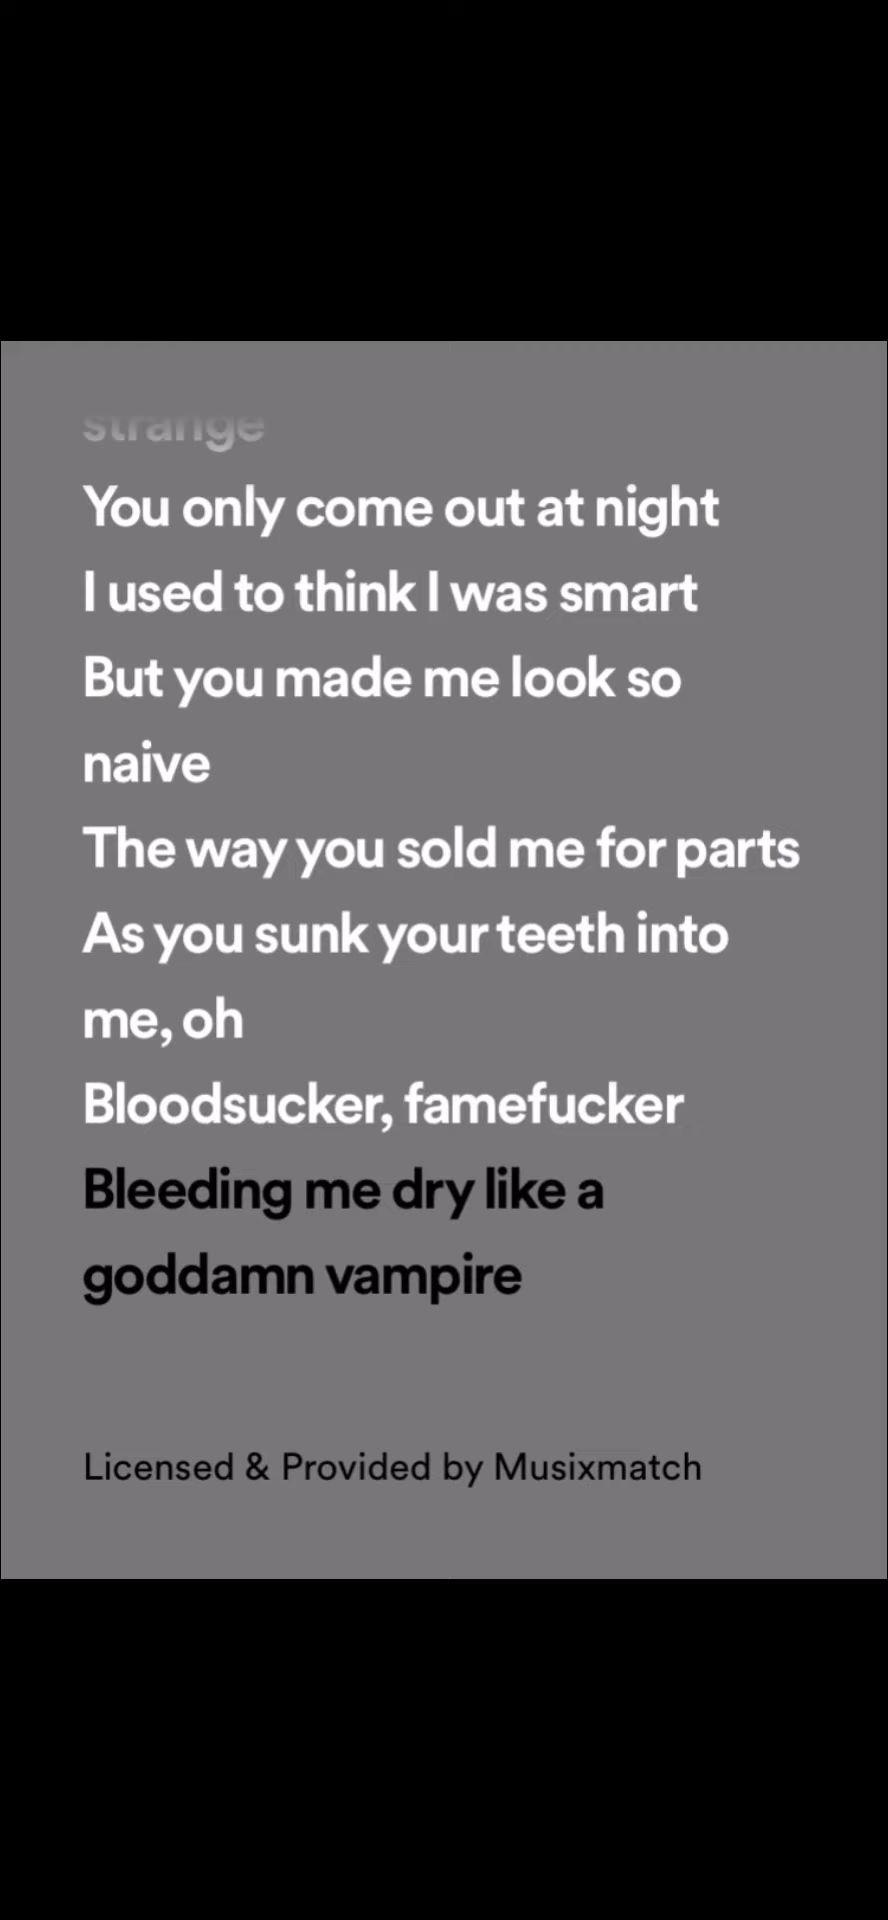 strange
You only come out at night
I used to think I was smart
But you made me look so
naive
The way you sold me for parts
As you sunk your teeth into
me, oh
Bloodsucker, famefucker
Bleeding me dry like a
goddamn vampire
Licensed & Provided by Musixmatch